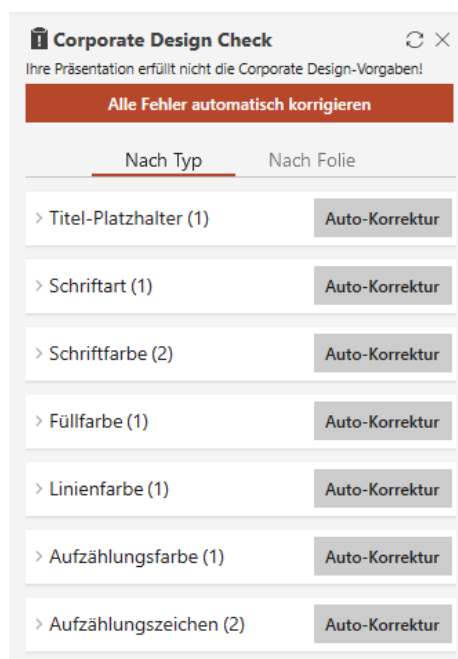 Corporate Design Check
Ihre Präsentation erfüllt nicht die Corporate Design-Vorgaben!
Alle Fehler automatisch korrigieren
Nach Typ Nach Folie
Titel-Platzhalter (1) Auto-Korrektur
Schriftart (1) Auto-Korrektur
Schriftfarbe (2) Auto-Korrektur
Füllfarbe (1) Auto-Korrektur
Linienfarbe (1) Auto-Korrektur
Aufzählungsfarbe (1) Auto-Korrektur
Aufzählungszeichen (2) Auto-Korrektur